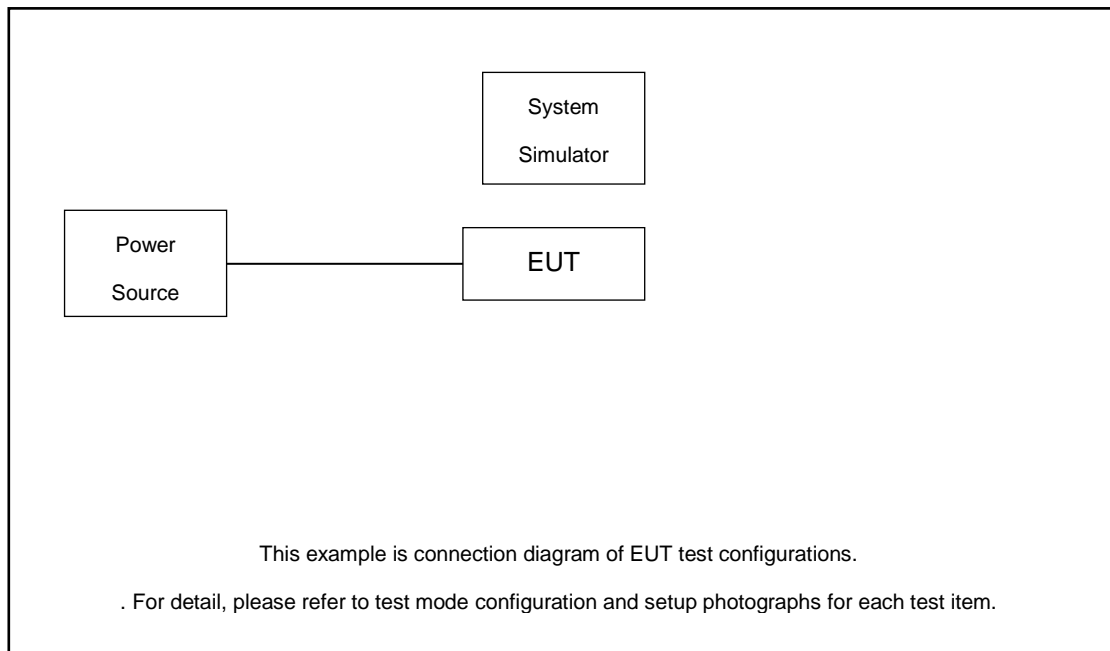 System
Simulator
Power
Source
EUT
This example is connection diagram of EUT test configurations.
. For detail, please refer to test mode configuration and setup photographs for each test item.